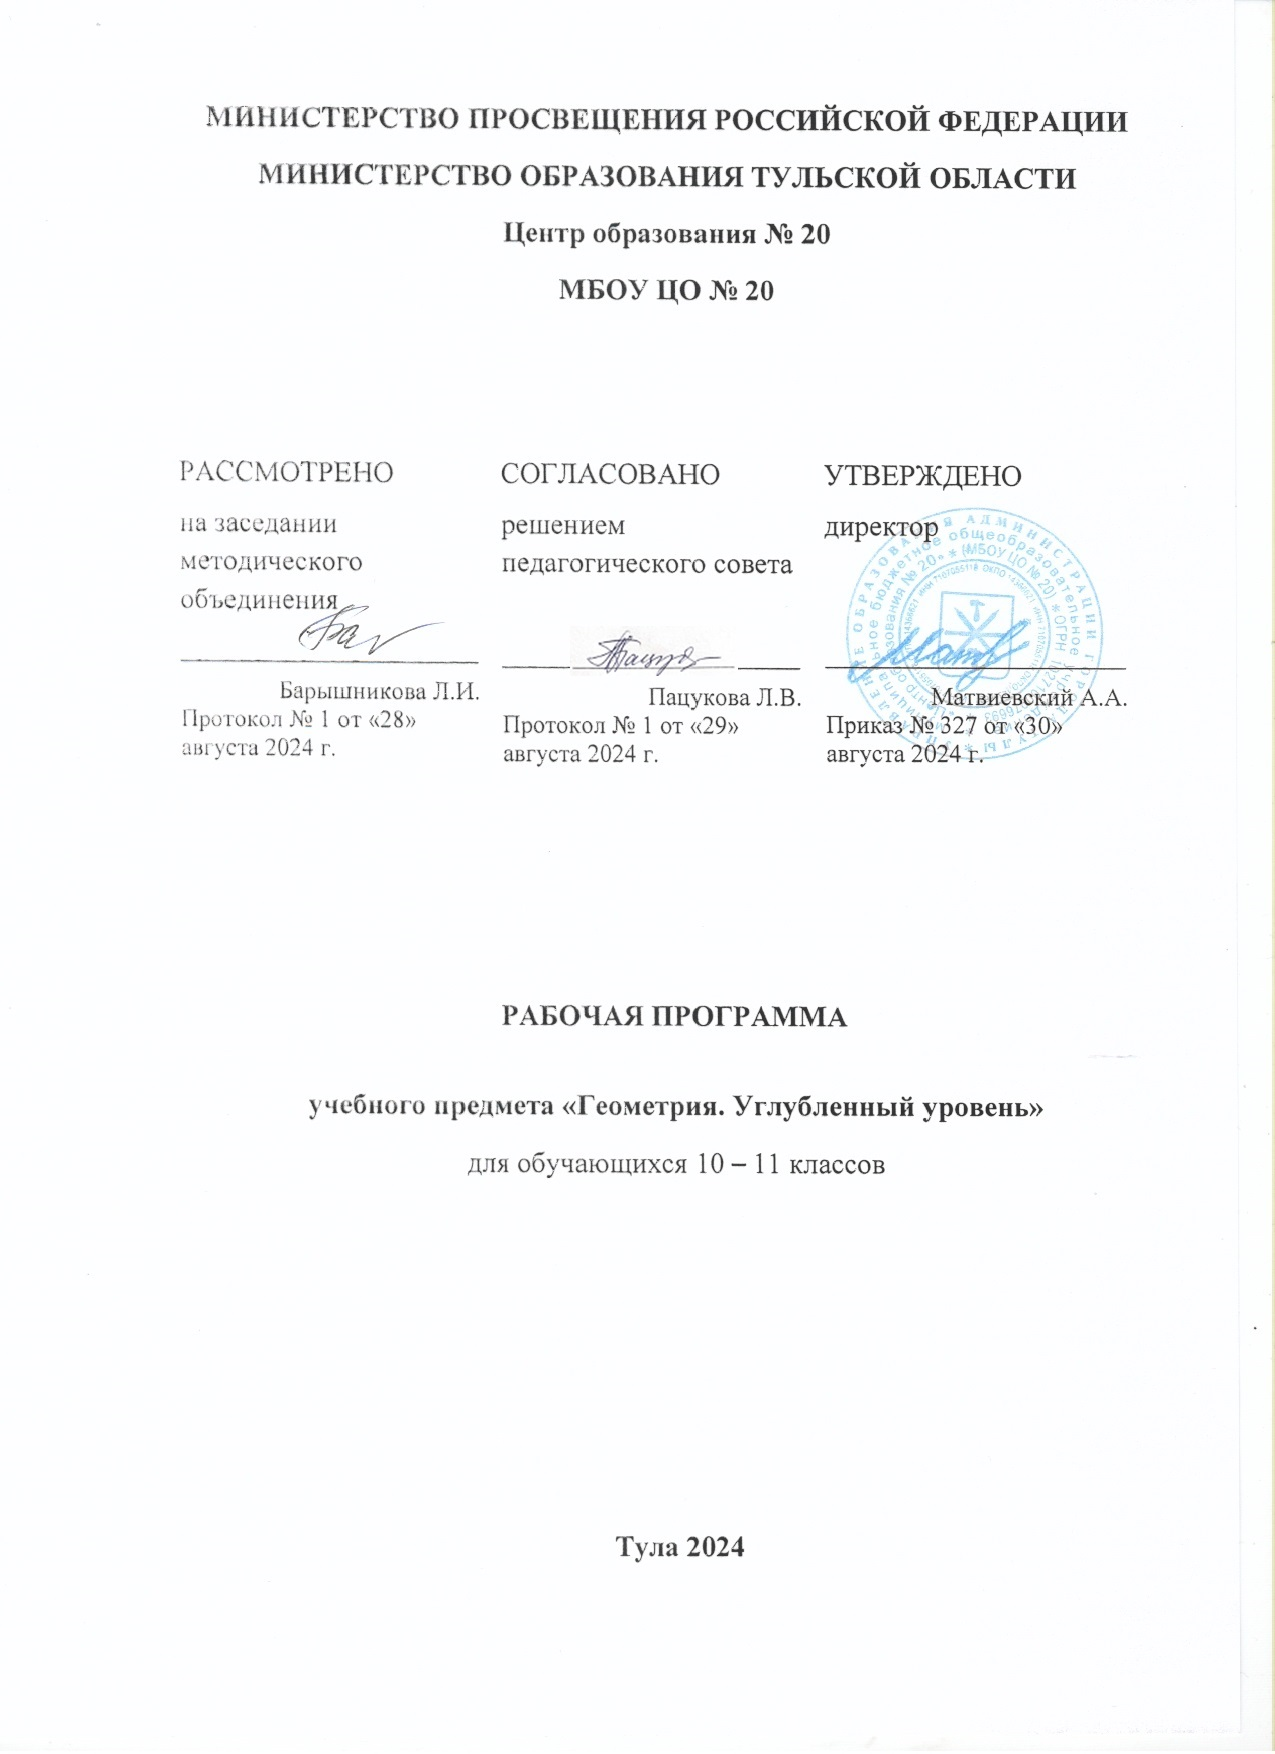 МИНИСТЕРСТВО ПРОСВЕЩЕНИЯ РОССИЙСКОЙ ФЕДЕРАЦИИ
МИНИСТЕРСТВО ОБРАЗОВАНИЯ ТУЛЬСКОЙ ОБЛАСТИ
Центр образования № 20
МБОУ ЦО № 20
РАССМОТРЕНО
на заседании
методического
объединения
Барышникова Л.И.
Протокол № 1 от «28»
августа 2024 г.
СОГЛАСОВАНО
решением
педагогического совета
Пацукова Л.В.
Протокол № 1 от «29»
августа 2024 г.
УТВЕРЖДЕНО
директор
Матвиевский А.А.
Приказ № 327 от «30»
августа 2024 г.
РАБОЧАЯ ПРОГРАММА
учебного предмета «Геометрия. Углубленный уровень»
для обучающихся 10 – 11 классов
Тула 2024